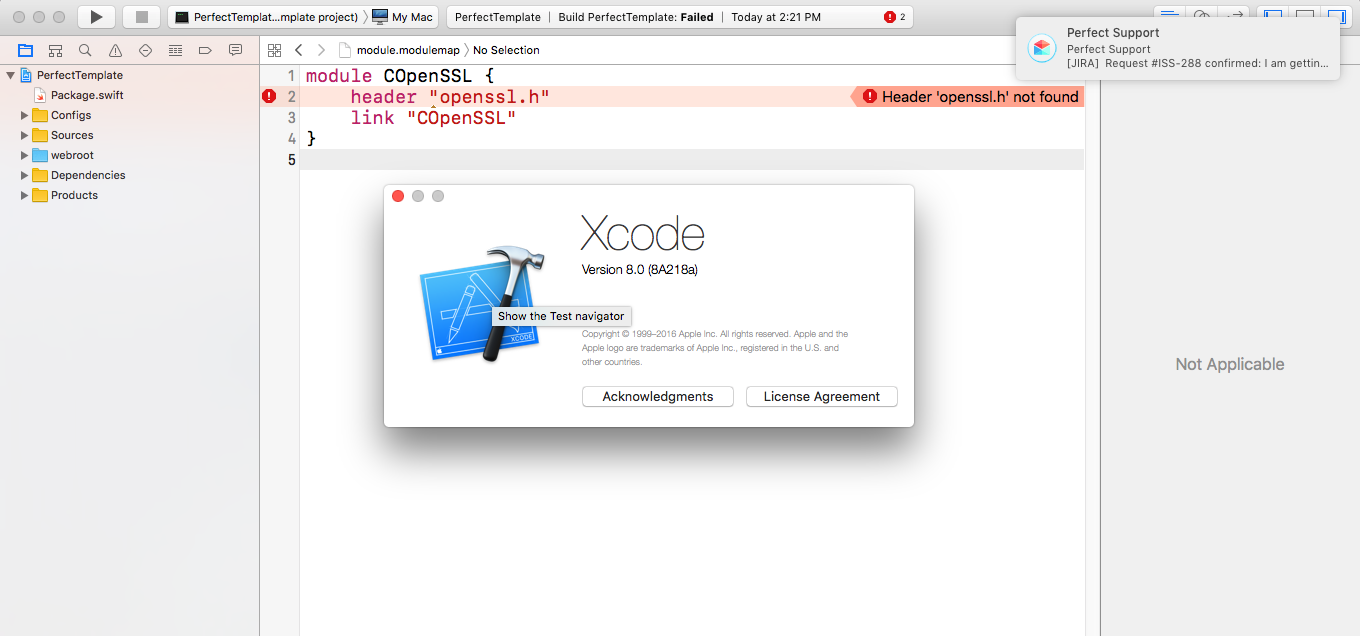 PerfectTemplat...mplate project) My Mac
PerfectTemplate | Build PerfectTemplate: Failed | Today at 2:21 PM
2
Perfect Support
Perfect Support
[JIRA] Request #ISS-288 confirmed: I am gettin...
module.modulemap No Selection
PerfectTemplate
Package.swift
Configs
Sources
webroot
Dependencies
Products
1 module COpenSSL {
2 header "openssl.h"
Header 'openssl.h' not found
3 link "COpenSSL"
4 }
5
Xcode
Version 8.0 (8A218a)
XCODE
Show the Test navigator
Copyright © 1999–2016 Apple Inc. All rights reserved. Apple and the
Apple logo are trademarks of Apple Inc., registered in the U.S. and
other countries.
Acknowledgments License Agreement
Not Applicable